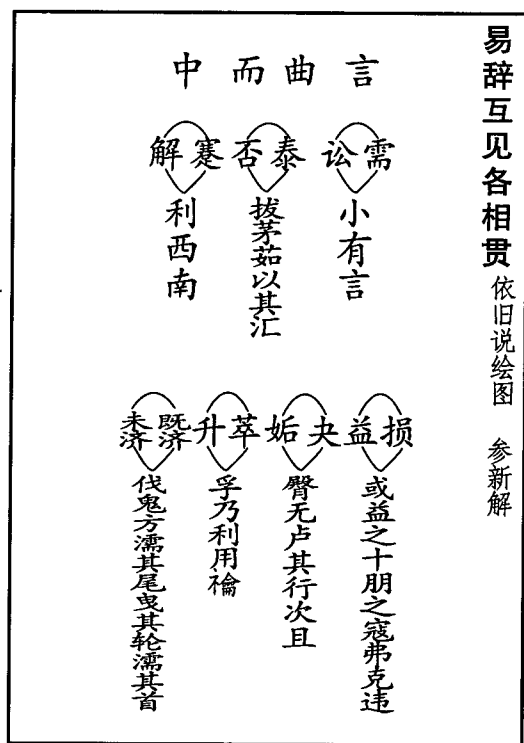 易辞互见各相贯 依旧说绘图 参新解
言曲而中
需讼
小有言
泰否
拔茅茹以其汇
蹇解
利西南
损益
或益之十朋之寇弗克违
夬姤
臀无卢其行次且
萃升
孚乃利用禴
既济未济
伐鬼方濡其尾曳其轮濡其首